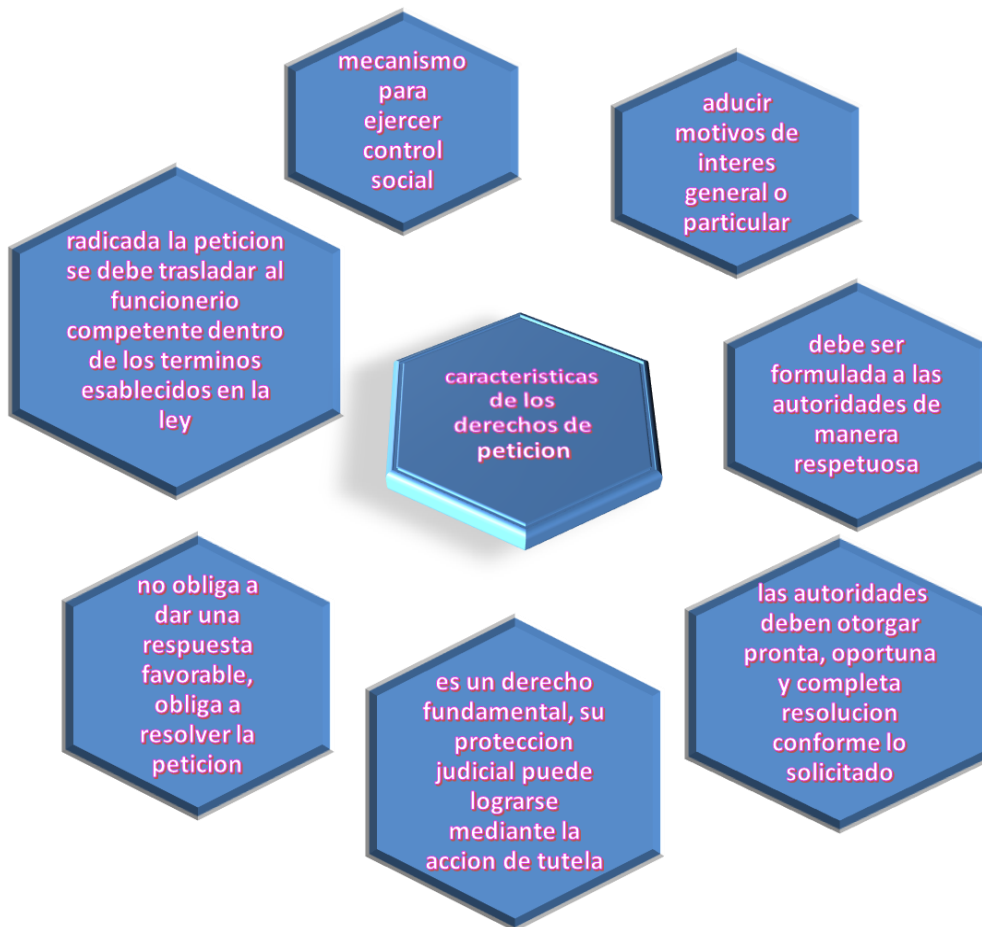 mecanismo
para
ejercer
control
social
aducir
motivos de
interes
general o
particular
radicada la peticion
se debe trasladar al
funcionerio
competente dentro
de los terminos
esablecidos en la
ley
caracteristicas
de los
derechos de
peticion
debe ser
formulada a las
autoridades de
manera
respetuosa
no obliga a
dar una
respuesta
favorable,
obliga a
resolver la
peticion
es un derecho
fundamental, su
proteccion
judicial puede
lograrse
mediante la
accion de tutela
las autoridades
deben otorgar
pronta, oportuna
y completa
resolucion
conforme lo
solicitado